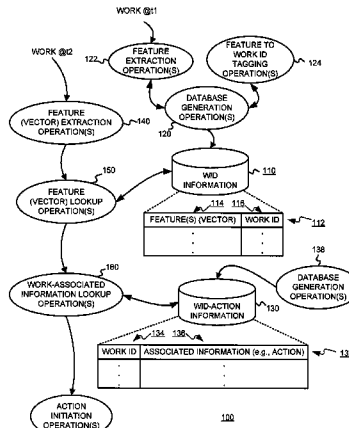 WORK @t1
WORK @t2
122
FEATURE
EXTRACTION
OPERATION(S)
FEATURE TO
WORK ID
TAGGING
OPERATION(S)
124
FEATURE
(VECTOR) EXTRACTION
OPERATION(S)
140
DATABASE
GENERATION
OPERATION(S)
120
150
FEATURE
(VECTOR) LOOKUP
OPERATION(S)
WID
INFORMATION
110
114
116
FEATURE(S) (VECTOR)
WORK ID
112
138
160
WORK-ASSOCIATED
INFORMATION LOOKUP
OPERATION(S)
WID-ACTION
INFORMATION
130
DATABASE
GENERATION
OPERATION(S)
134
136
WORK ID
ASSOCIATED INFORMATION (e.g., ACTION)
ACTION
INITIATION
OPERATION(S)
100